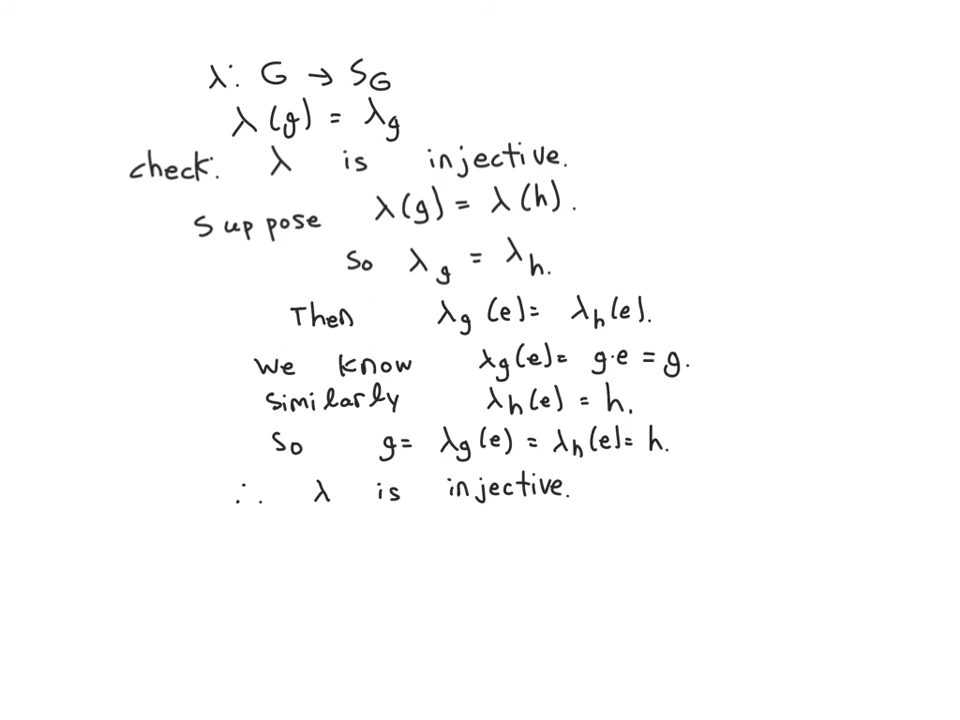 λ: G → S_G
λ(g) = λ_g
check: λ is injective.
Suppose λ(g) = λ(h).
So λ_g = λ_h.
Then λ_g(e) = λ_h(e).
We know λ_g(e) = g·e = g.
Similarly λ_h(e) = h.
So g = λ_g(e) = λ_h(e) = h.
∴ λ is injective.